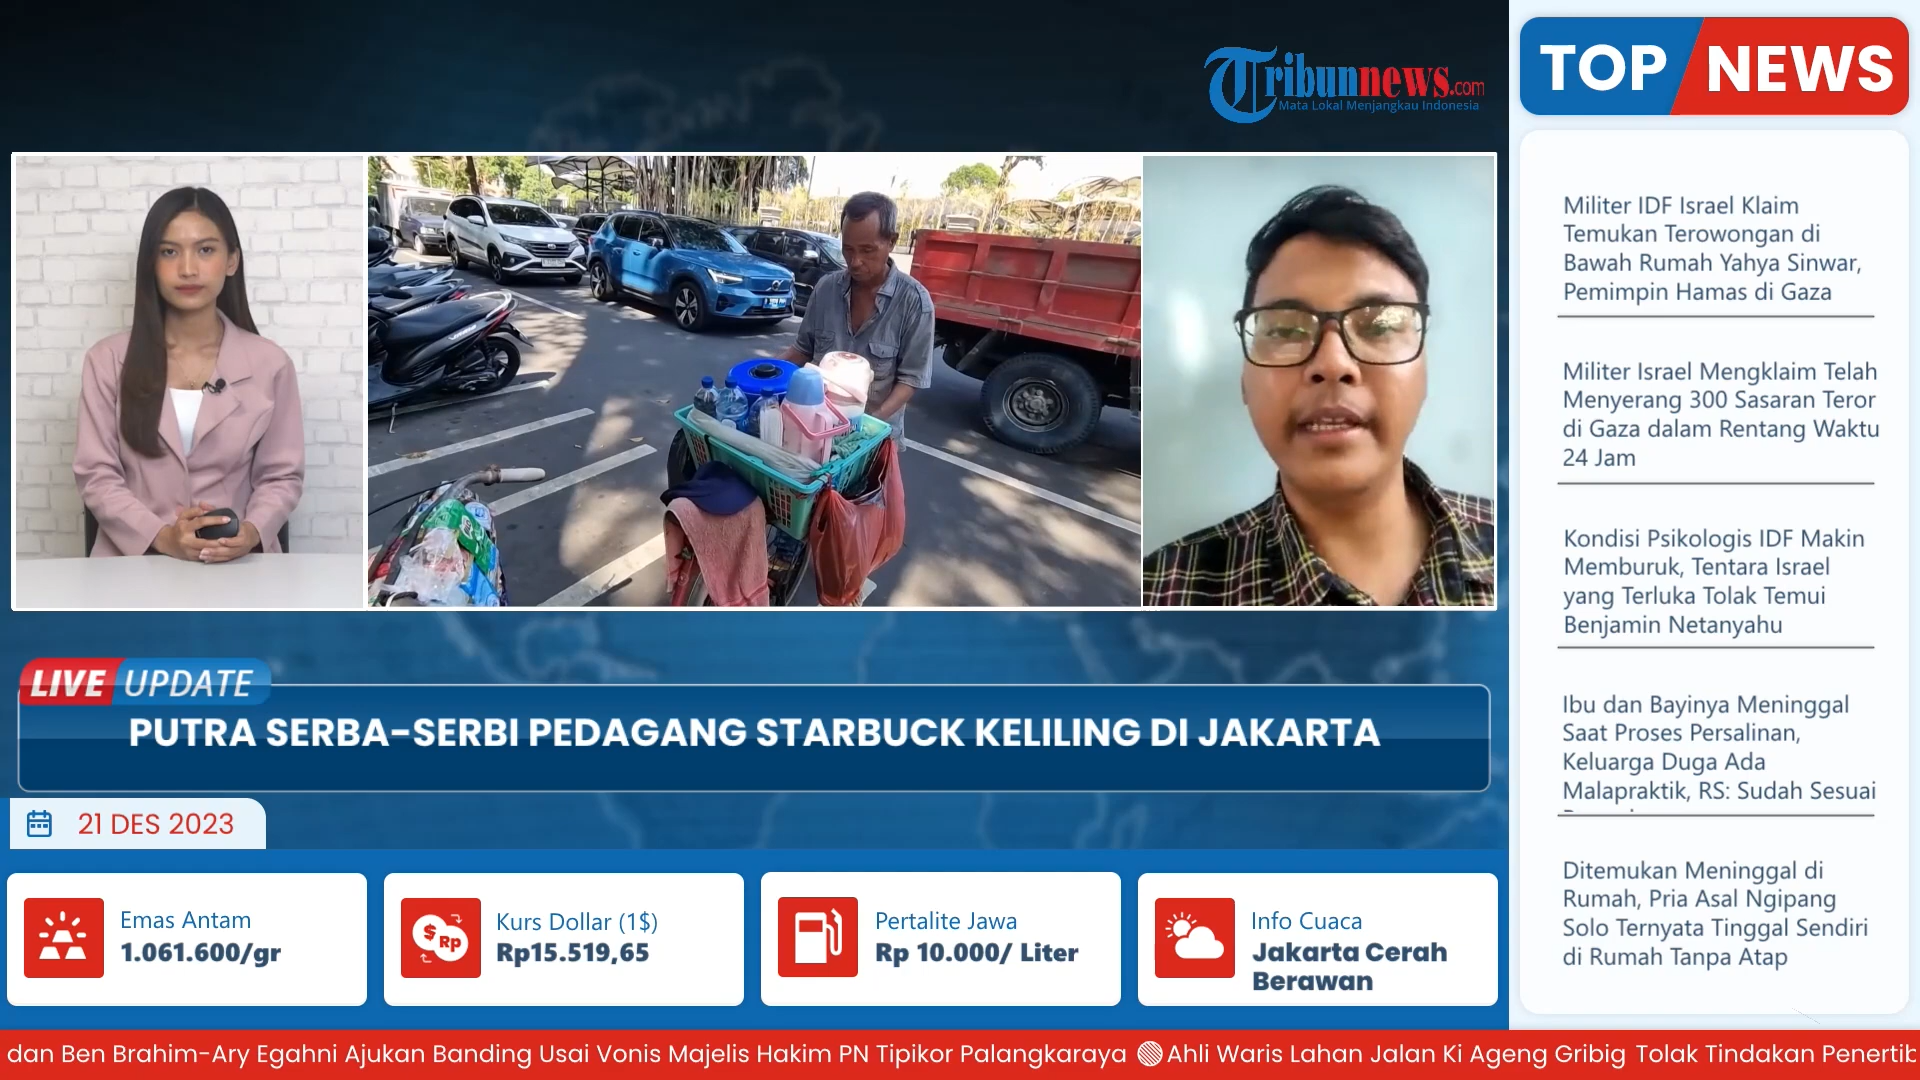 Tribunnews.com
Mata Lokal Menjangkau Indonesia
TOP NEWS
Militer IDF Israel Klaim
Temukan Terowongan di
Bawah Rumah Yahya Sinwar,
Pemimpin Hamas di Gaza
Militer Israel Mengklaim Telah
Menyerang 300 Sasaran Teror
di Gaza dalam Rentang Waktu
24 Jam
Kondisi Psikologis IDF Makin
Memburuk, Tentara Israel
yang Terluka Tolak Temui
Benjamin Netanyahu
Ibu dan Bayinya Meninggal
Saat Proses Persalinan,
Keluarga Duga Ada
Malapraktik, RS: Sudah Sesuai
Ditemukan Meninggal di
Rumah, Pria Asal Ngipang
Solo Ternyata Tinggal Sendiri
di Rumah Tanpa Atap
LIVE UPDATE
PUTRA SERBA-SERBI PEDAGANG STARBUCK KELILING DI JAKARTA
21 DES 2023
Emas Antam
1.061.600/gr
$ Rp
Kurs Dollar (1$)
Rp15.519,65
Pertalite Jawa
Rp 10.000/ Liter
Info Cuaca
Jakarta Cerah
Berawan
dan Ben Brahim-Ary Egahni Ajukan Banding Usai Vonis Majelis Hakim PN Tipikor Palangkaraya Ahli Waris Lahan Jalan Ki Ageng Gribig Tolak Tindakan Penertib